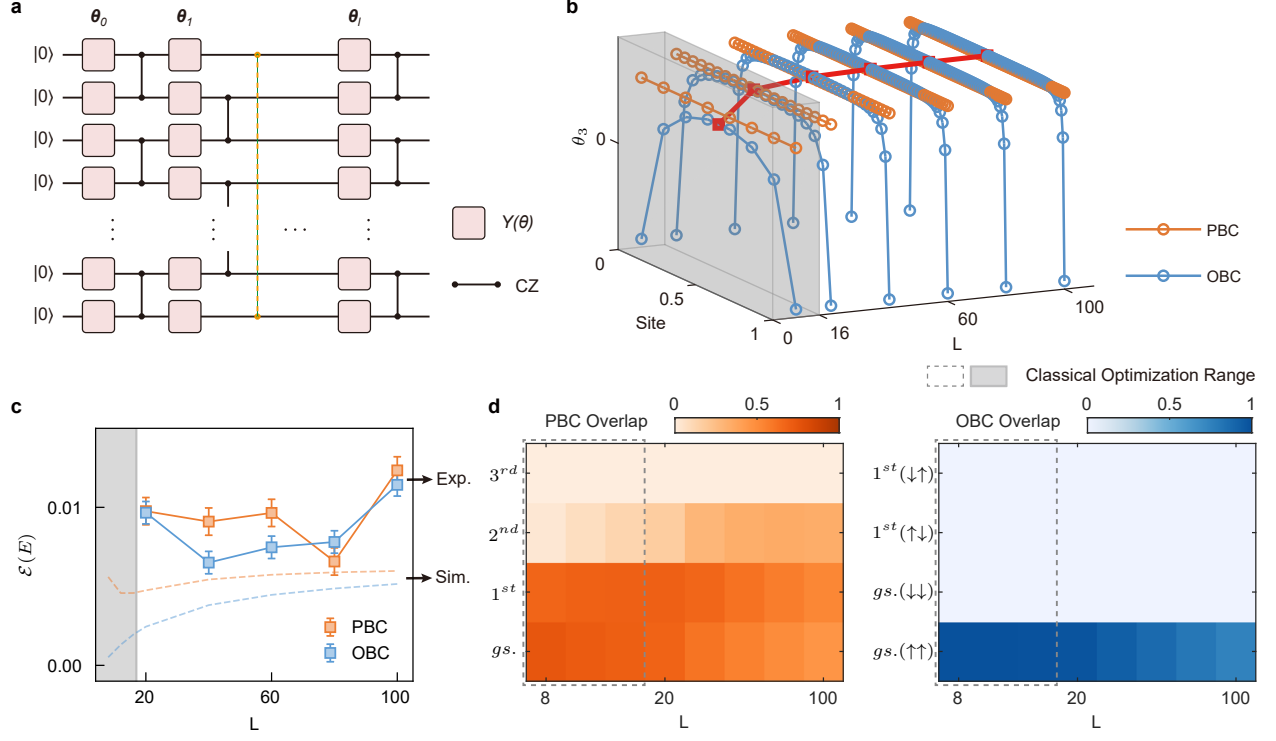 a
θ0 θ1 θl
|0⟩
|0⟩
|0⟩
|0⟩
⋮ ⋮ ⋮ ··· ⋮
|0⟩
|0⟩
Y(θ)
CZ
b
θ3
0
0
0.5
1
Site
0
16
60
100
L
PBC
OBC
Classical Optimization Range
c
0.01
0.00
ℰ(E)
20 60 100
L
Exp.
Sim.
PBC
OBC
d
0 0.5 1
PBC Overlap
3rd
2nd
1st
gs.
8 20 100
L
0 0.5 1
OBC Overlap
1st(↓↑)
1st(↑↓)
gs.(↓↓)
gs.(↑↑)
8 20 100
L